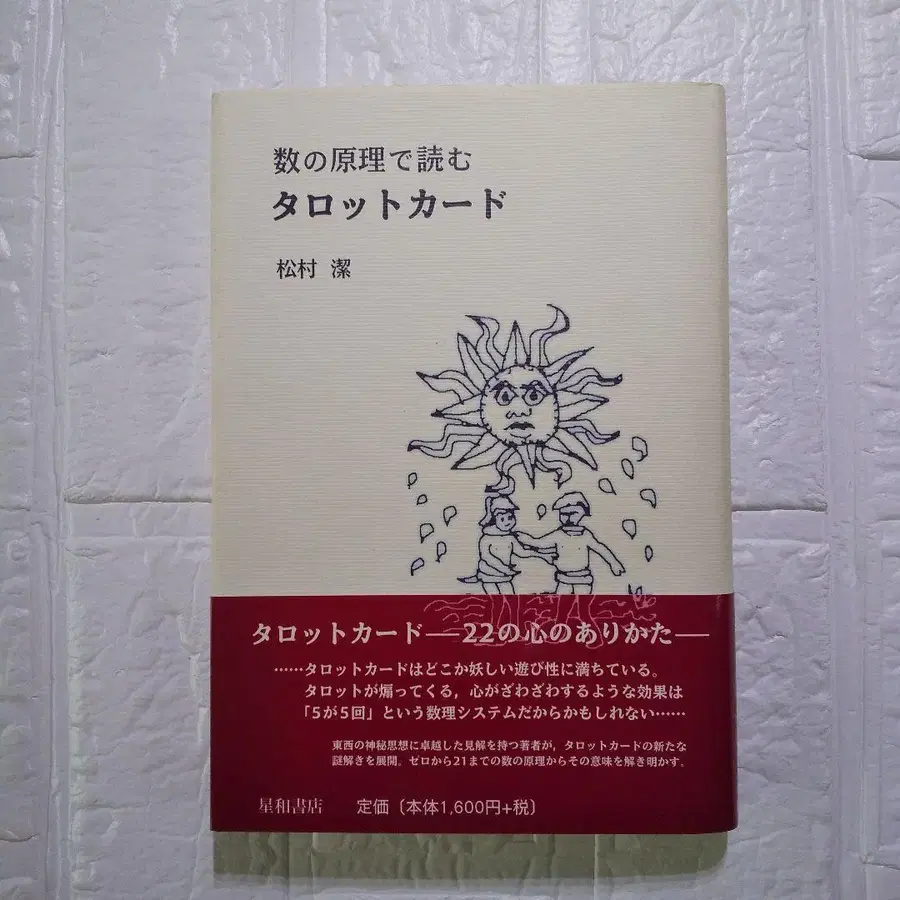 数の原理で読む
タロットカード
松村 潔
タロットカード―22の心のありかた―
……タロットカードはどこか妖しい遊び性に満ちている。
タロットが煽ってくる，心がざわざわするような効果は
「5が5回」という数理システムだからかもしれない……
東西の神秘思想に卓越した見解を持つ著者が，タロットカードの新たな
謎解きを展開。ゼロから21までの数の原理からその意味を解き明かす。
星和書店 定価〔本体1,600円+税〕